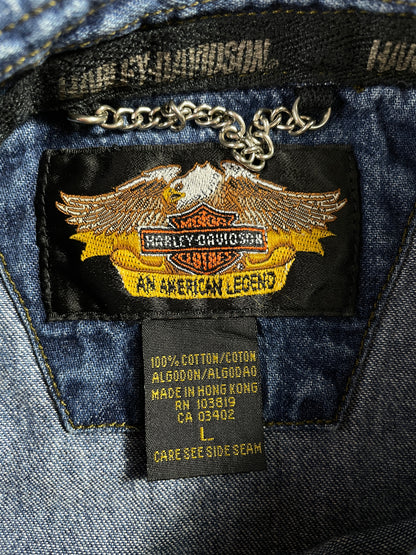 HARLEY-DAVIDSON
MOTOR
HARLEY-DAVIDSON
AN AMERICAN LEGEND
100% COTTON/COTON
ALGODON/ALGODAO
MADE IN HONG KONG
RN 103819
CA 03402
L
CARE SEE SIDE SEAM